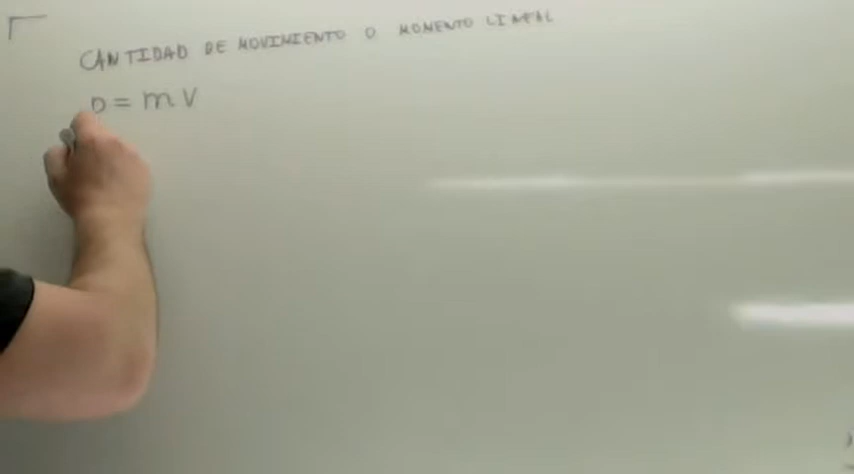 CANTIDAD DE MOVIMIENTO O MOMENTO LINEAL
p = m v